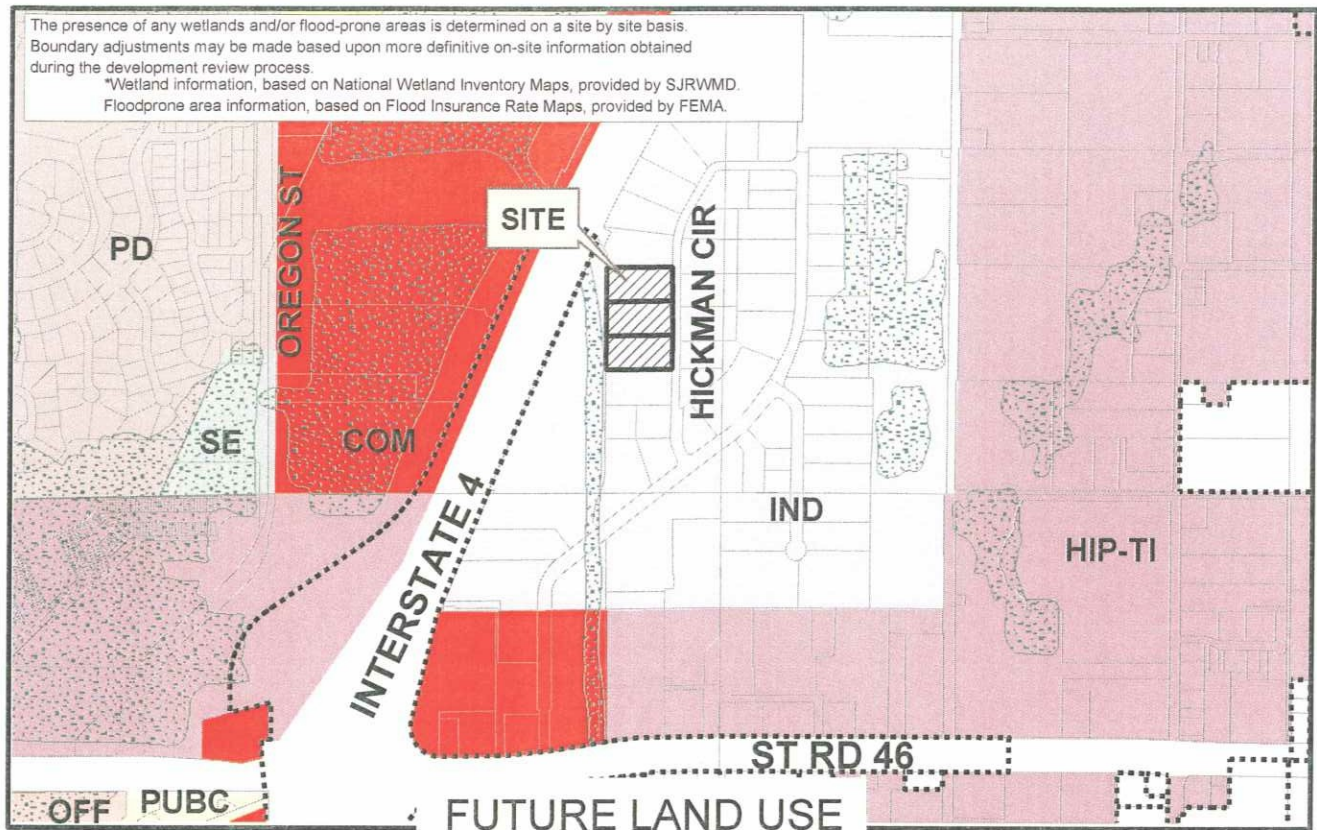 The presence of any wetlands and/or flood-prone areas is determined on a site by site basis.
Boundary adjustments may be made based upon more definitive on-site information obtained
during the development review process.
*Wetland information, based on National Wetland Inventory Maps, provided by SJRWMD.
Floodprone area information, based on Flood Insurance Rate Maps, provided by FEMA.
SITE
PD
OREGON ST
HICKMAN CIR
SE
COM
INTERSTATE 4
IND
HIP-TI
ST RD 46
OFF
PUBC
FUTURE LAND USE